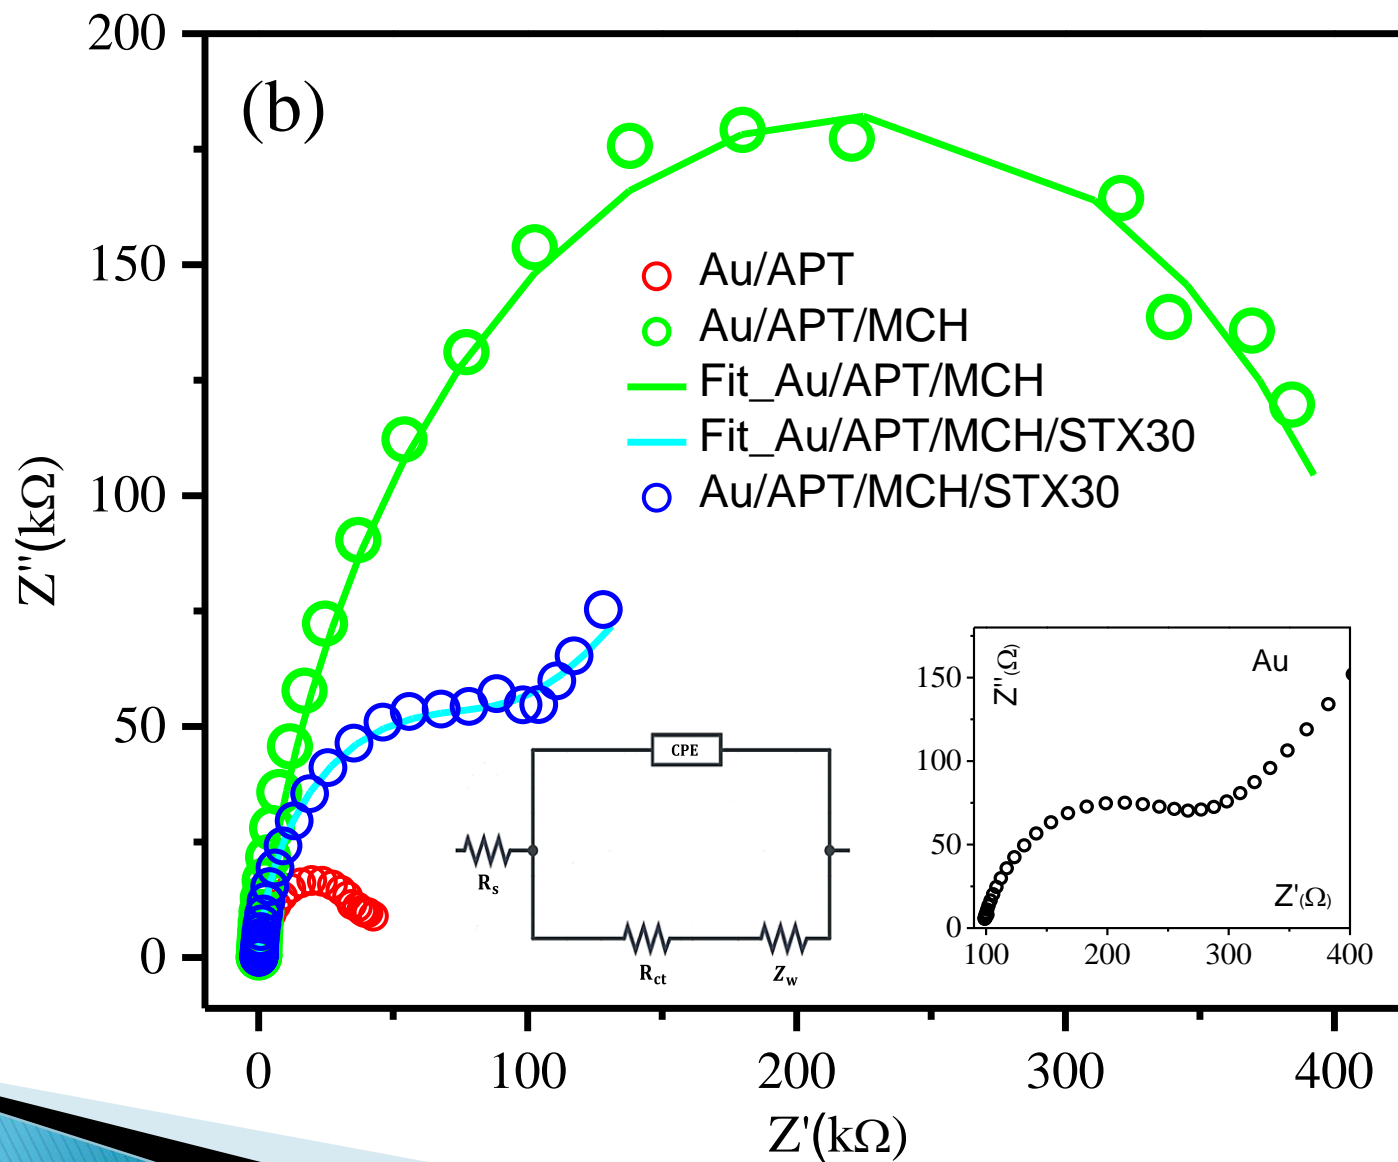 200
(b)
150
100
50
0
Z''(kΩ)
Au/APT
Au/APT/MCH
Fit_Au/APT/MCH
Fit_Au/APT/MCH/STX30
Au/APT/MCH/STX30
CPE
Rs
Rct
Zw
Z''(Ω)
Au
150
100
50
0
Z'(Ω)
100 200 300 400
0 100 200 300 400
Z'(kΩ)